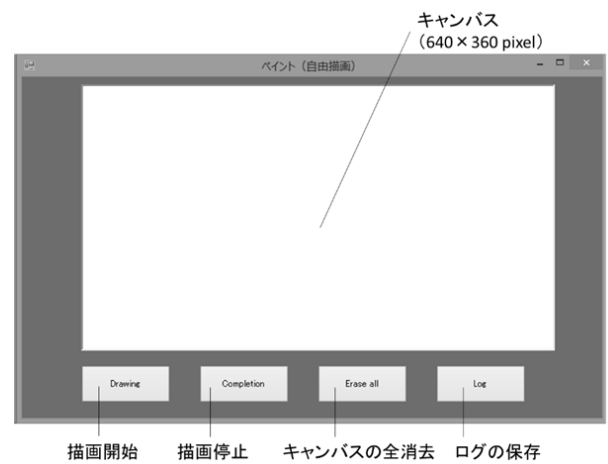 キャンバス
(640×360 pixel)
ペイント（自由描画）
Drawing
Completion
Erase all
Log
描画開始
描画停止
キャンバスの全消去
ログの保存